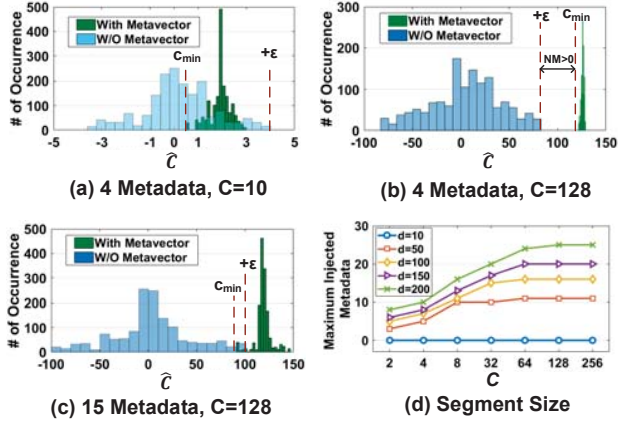 500
400
300
200
100
0
With Metavector
W/O Metavector
c_min
+ε
-5
-3
-1
0
1
3
5
# of Occurrence
Ĉ
(a) 4 Metadata, C=10
300
200
100
0
With Metavector
W/O Metavector
+ε
c_min
NM>0
-100
-50
0
50
100
150
# of Occurrence
Ĉ
(b) 4 Metadata, C=128
500
400
300
200
100
0
With Metavector
W/O Metavector
+ε
c_min
-100
-50
0
50
100
150
# of Occurrence
Ĉ
(c) 15 Metadata, C=128
30
20
10
0
d=10
d=50
d=100
d=150
d=200
2
4
8
32
64
128
256
Maximum Injected
Metadata
C
(d) Segment Size